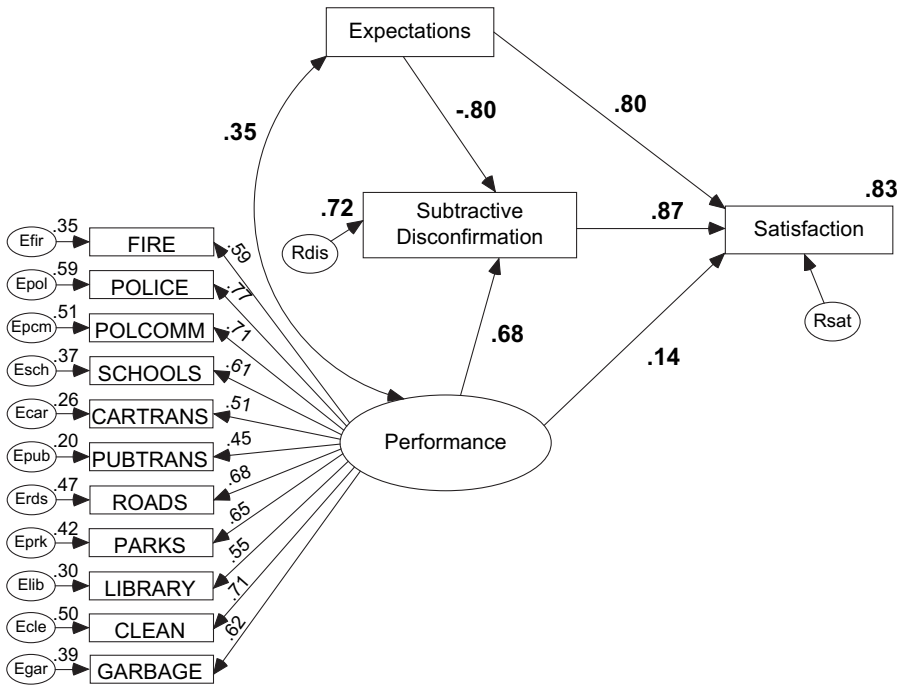 Expectations
-.80
.80
.35
.72
Subtractive
Disconfirmation
.87
.83
Satisfaction
Rdis
Rsat
.68
.14
Performance
Efir
.35
FIRE
.59
Epol
.59
POLICE
.77
Epcm
.51
POLCOMM
.71
Esch
.37
SCHOOLS
.61
Ecar
.26
CARTRANS
.51
Epub
.20
PUBTRANS
.45
Erds
.47
ROADS
.68
Eprk
.42
PARKS
.65
Elib
.30
LIBRARY
.55
Ecle
.50
CLEAN
.71
Egar
.39
GARBAGE
.62